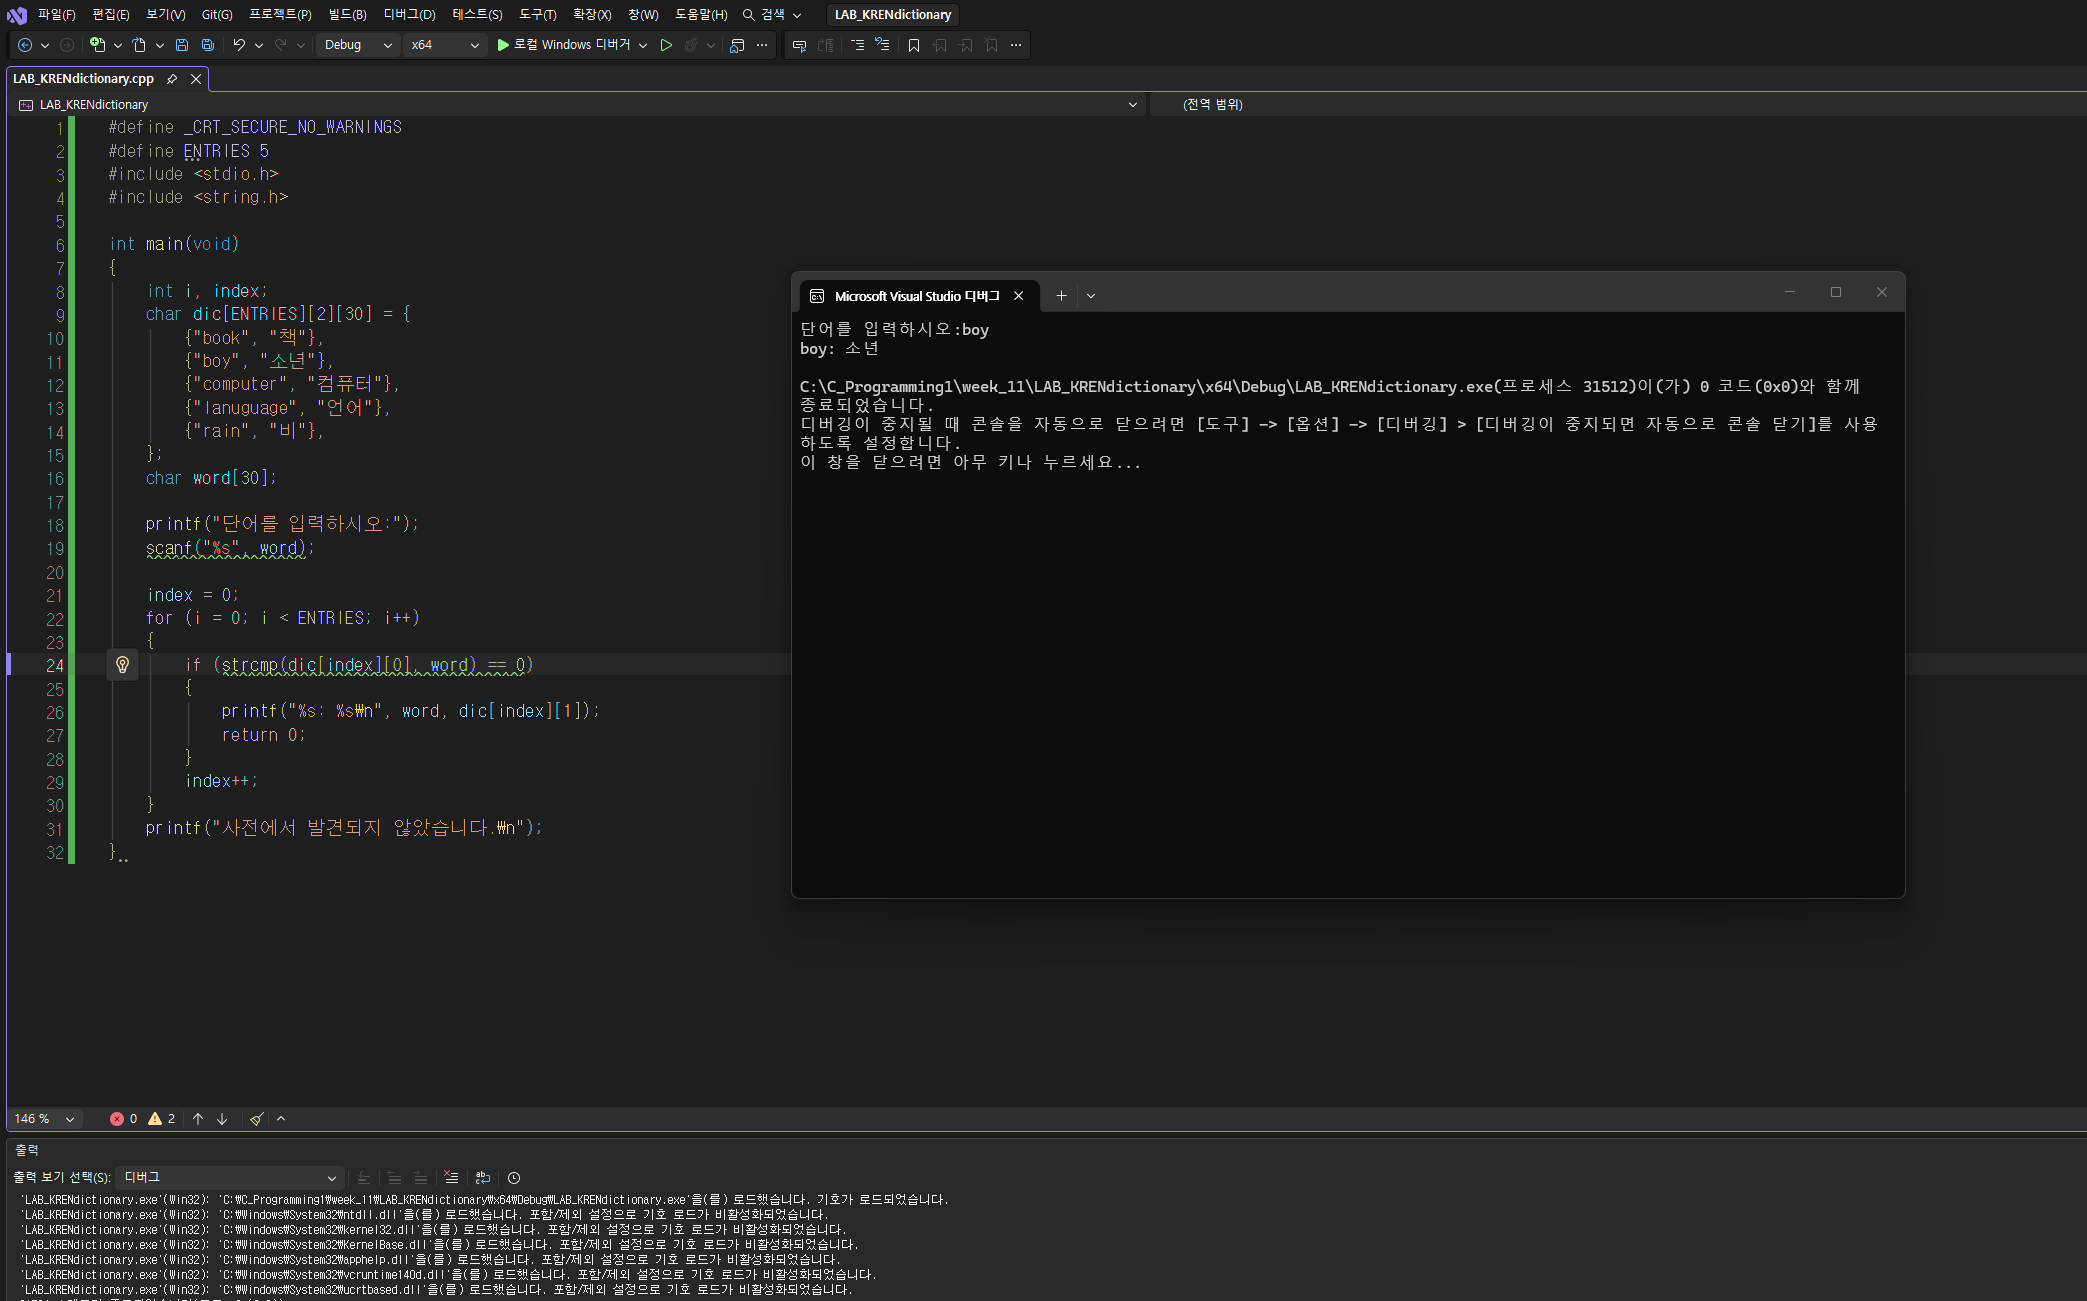 파일(F) 편집(E) 보기(V) Git(G) 프로젝트(P) 빌드(B) 디버그(D) 테스트(S) 도구(T) 확장(X) 창(W) 도움말(H) 검색 LAB_KRENdictionary
Debug x64 로컬 Windows 디버거
LAB_KRENdictionary.cpp
LAB_KRENdictionary (전역 범위)
1 #define _CRT_SECURE_NO_WARNINGS
2 #define ENTRIES 5
3 #include <stdio.h>
4 #include <string.h>
5
6 int main(void)
7 {
8 int i, index;
9 char dic[ENTRIES][2][30] = {
10 {"book", "책"},
11 {"boy", "소년"},
12 {"computer", "컴퓨터"},
13 {"lanuguage", "언어"},
14 {"rain", "비"},
15 };
16 char word[30];
17
18 printf("단어를 입력하시오:");
19 scanf("%s", word);
20
21 index = 0;
22 for (i = 0; i < ENTRIES; i++)
23 {
24 if (strcmp(dic[index][0], word) == 0)
25 {
26 printf("%s: %s₩n", word, dic[index][1]);
27 return 0;
28 }
29 index++;
30 }
31 printf("사전에서 발견되지 않았습니다.₩n");
32 }
Microsoft Visual Studio 디버그
단어를 입력하시오:boy
boy: 소년
C:\C_Programming1\week_11\LAB_KRENdictionary\x64\Debug\LAB_KRENdictionary.exe(프로세스 31512)이(가) 0 코드(0x0)와 함께
종료되었습니다.
디버깅이 중지될 때 콘솔을 자동으로 닫으려면 [도구] -> [옵션] -> [디버깅] > [디버깅이 중지되면 자동으로 콘솔 닫기]를 사용
하도록 설정합니다.
이 창을 닫으려면 아무 키나 누르세요...
146 % 0 2
출력
출력 보기 선택(S): 디버그
'LAB_KRENdictionary.exe'(Win32): 'C:₩C_Programming1₩week_11₩LAB_KRENdictionary₩x64₩Debug₩LAB_KRENdictionary.exe'을(를) 로드했습니다. 기호가 로드되었습니다.
'LAB_KRENdictionary.exe'(Win32): 'C:₩Windows₩System32₩ntdll.dll'을(를) 로드했습니다. 포함/제외 설정으로 기호 로드가 비활성화되었습니다.
'LAB_KRENdictionary.exe'(Win32): 'C:₩Windows₩System32₩kernel32.dll'을(를) 로드했습니다. 포함/제외 설정으로 기호 로드가 비활성화되었습니다.
'LAB_KRENdictionary.exe'(Win32): 'C:₩Windows₩System32₩KernelBase.dll'을(를) 로드했습니다. 포함/제외 설정으로 기호 로드가 비활성화되었습니다.
'LAB_KRENdictionary.exe'(Win32): 'C:₩Windows₩System32₩apphelp.dll'을(를) 로드했습니다. 포함/제외 설정으로 기호 로드가 비활성화되었습니다.
'LAB_KRENdictionary.exe'(Win32): 'C:₩Windows₩System32₩vcruntime140d.dll'을(를) 로드했습니다. 포함/제외 설정으로 기호 로드가 비활성화되었습니다.
'LAB_KRENdictionary.exe'(Win32): 'C:₩Windows₩System32₩ucrtbased.dll'을(를) 로드했습니다. 포함/제외 설정으로 기호 로드가 비활성화되었습니다.